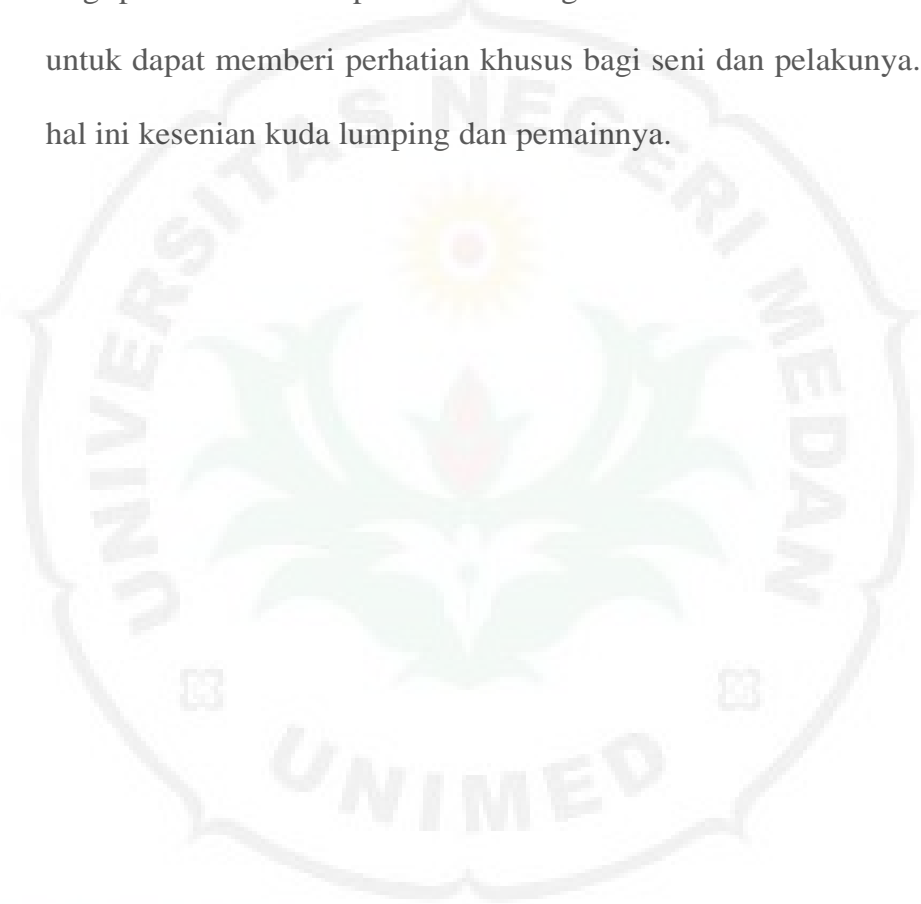 untuk dapat memberi perhatian khusus bagi seni dan pelakunya.
hal ini kesenian kuda lumping dan pemainnya.
UNIVERSITAS NEGERI MEDAN
UNIMED